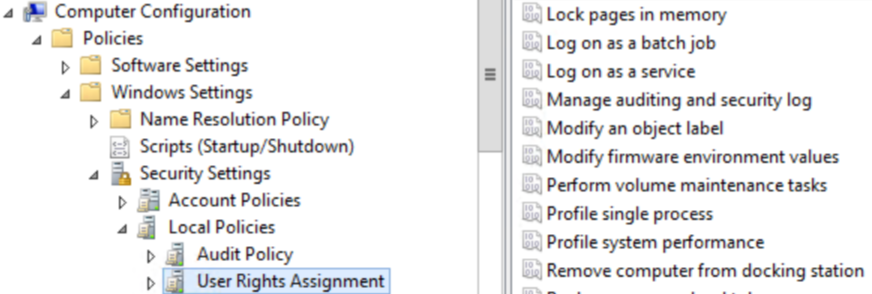 Computer Configuration
Policies
Software Settings
Windows Settings
Name Resolution Policy
Scripts (Startup/Shutdown)
Security Settings
Account Policies
Local Policies
Audit Policy
User Rights Assignment
Lock pages in memory
Log on as a batch job
Log on as a service
Manage auditing and security log
Modify an object label
Modify firmware environment values
Perform volume maintenance tasks
Profile single process
Profile system performance
Remove computer from docking station